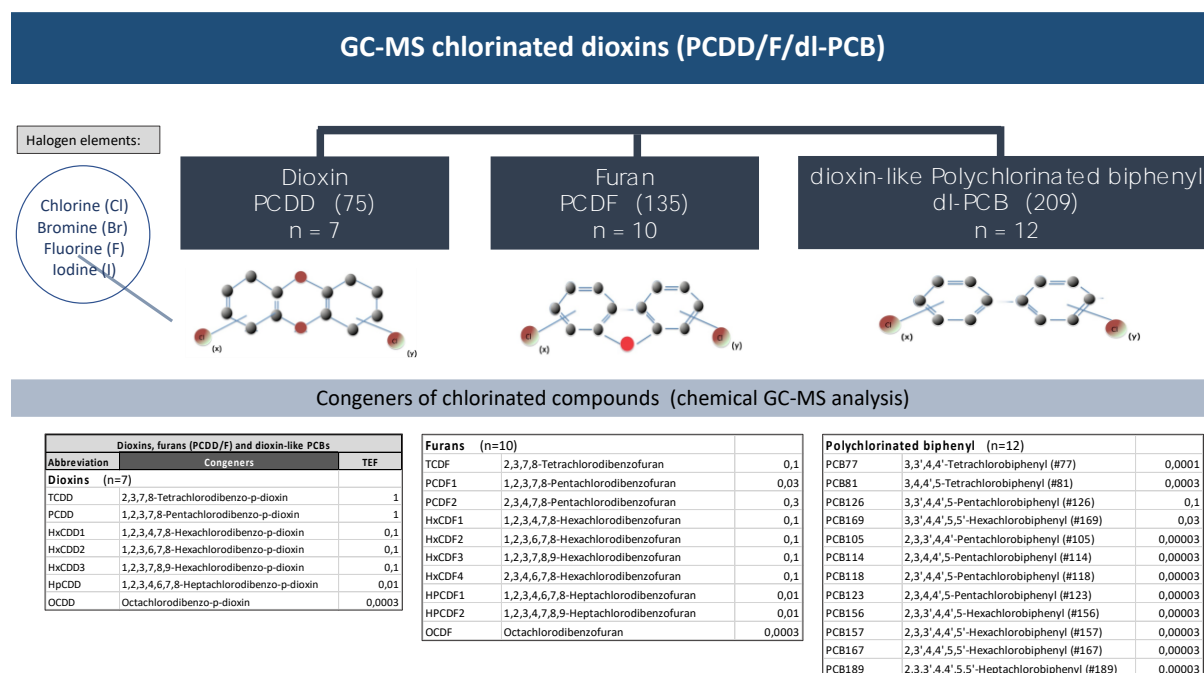 GC-MS chlorinated dioxins (PCDD/F/dl-PCB)
Halogen elements:
Chlorine (Cl)
Bromine (Br)
Fluorine (F)
Iodine (I)
Dioxin
PCDD (75)
n = 7
Furan
PCDF (135)
n = 10
dioxin-like Polychlorinated biphenyl
dl-PCB (209)
n = 12
Cl (x)
Cl (y)
Cl (x)
Cl (y)
Cl (x)
Cl (y)
Congeners of chlorinated compounds (chemical GC-MS analysis)
Dioxins, furans (PCDD/F) and dioxin-like PCBs
Abbreviation Congeners TEF
Dioxins (n=7)
TCDD 2,3,7,8-Tetrachlorodibenzo-p-dioxin 1
PCDD 1,2,3,7,8-Pentachlorodibenzo-p-dioxin 1
HxCDD1 1,2,3,4,7,8-Hexachlorodibenzo-p-dioxin 0,1
HxCDD2 1,2,3,6,7,8-Hexachlorodibenzo-p-dioxin 0,1
HxCDD3 1,2,3,7,8,9-Hexachlorodibenzo-p-dioxin 0,1
HpCDD 1,2,3,4,6,7,8-Heptachlorodibenzo-p-dioxin 0,01
OCDD Octachlorodibenzo-p-dioxin 0,0003
Furans (n=10)
TCDF 2,3,7,8-Tetrachlorodibenzofuran 0,1
PCDF1 1,2,3,7,8-Pentachlorodibenzofuran 0,03
PCDF2 2,3,4,7,8-Pentachlorodibenzofuran 0,3
HxCDF1 1,2,3,4,7,8-Hexachlorodibenzofuran 0,1
HxCDF2 1,2,3,6,7,8-Hexachlorodibenzofuran 0,1
HxCDF3 1,2,3,7,8,9-Hexachlorodibenzofuran 0,1
HxCDF4 2,3,4,6,7,8-Hexachlorodibenzofuran 0,1
HPCDF1 1,2,3,4,6,7,8-Heptachlorodibenzofuran 0,01
HPCDF2 1,2,3,4,7,8,9-Heptachlorodibenzofuran 0,01
OCDF Octachlorodibenzofuran 0,0003
Polychlorinated biphenyl (n=12)
PCB77 3,3',4,4'-Tetrachlorobiphenyl (#77) 0,0001
PCB81 3,4,4',5-Tetrachlorobiphenyl (#81) 0,0003
PCB126 3,3',4,4',5-Pentachlorobiphenyl (#126) 0,1
PCB169 3,3',4,4',5,5'-Hexachlorobiphenyl (#169) 0,03
PCB105 2,3,3',4,4'-Pentachlorobiphenyl (#105) 0,00003
PCB114 2,3,4,4',5-Pentachlorobiphenyl (#114) 0,00003
PCB118 2,3',4,4',5-Pentachlorobiphenyl (#118) 0,00003
PCB123 2,3,4,4',5-Pentachlorobiphenyl (#123) 0,00003
PCB156 2,3,3',4,4',5-Hexachlorobiphenyl (#156) 0,00003
PCB157 2,3,3',4,4',5'-Hexachlorobiphenyl (#157) 0,00003
PCB167 2,3',4,4',5,5'-Hexachlorobiphenyl (#167) 0,00003
PCB189 2,3,3',4,4',5,5'-Heptachlorobiphenyl (#189) 0,00003